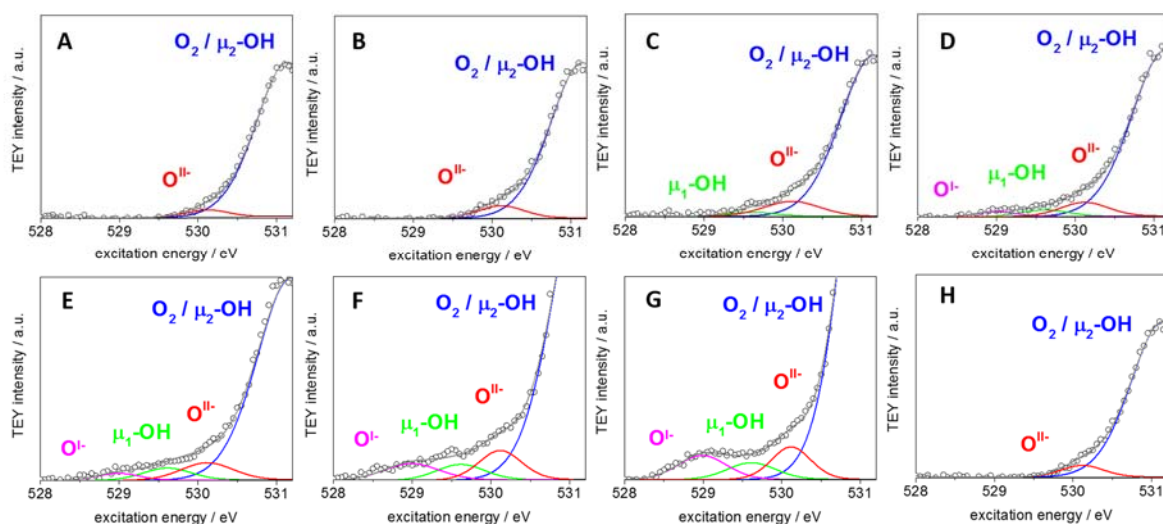 A
O₂ / μ₂-OH
Oᴵᴵ⁻
TEY intensity / a.u.
528 529 530 531
excitation energy / eV
B
O₂ / μ₂-OH
Oᴵᴵ⁻
TEY intensity / a.u.
528 529 530 531
excitation energy / eV
C
O₂ / μ₂-OH
Oᴵᴵ⁻
μ₁-OH
TEY intensity / a.u.
528 529 530 531
excitation energy / eV
D
O₂ / μ₂-OH
Oᴵᴵ⁻
μ₁-OH
Oᴵ⁻
TEY intensity / a.u.
528 529 530 531
excitation energy / eV
E
O₂ / μ₂-OH
Oᴵᴵ⁻
μ₁-OH
Oᴵ⁻
TEY intensity / a.u.
528 529 530 531
excitation energy / eV
F
O₂ / μ₂-OH
Oᴵᴵ⁻
μ₁-OH
Oᴵ⁻
TEY intensity / a.u.
528 529 530 531
excitation energy / eV
G
O₂ / μ₂-OH
Oᴵᴵ⁻
μ₁-OH
Oᴵ⁻
TEY intensity / a.u.
528 529 530 531
excitation energy / eV
H
O₂ / μ₂-OH
Oᴵᴵ⁻
TEY intensity / a.u.
528 529 530 531
excitation energy / eV